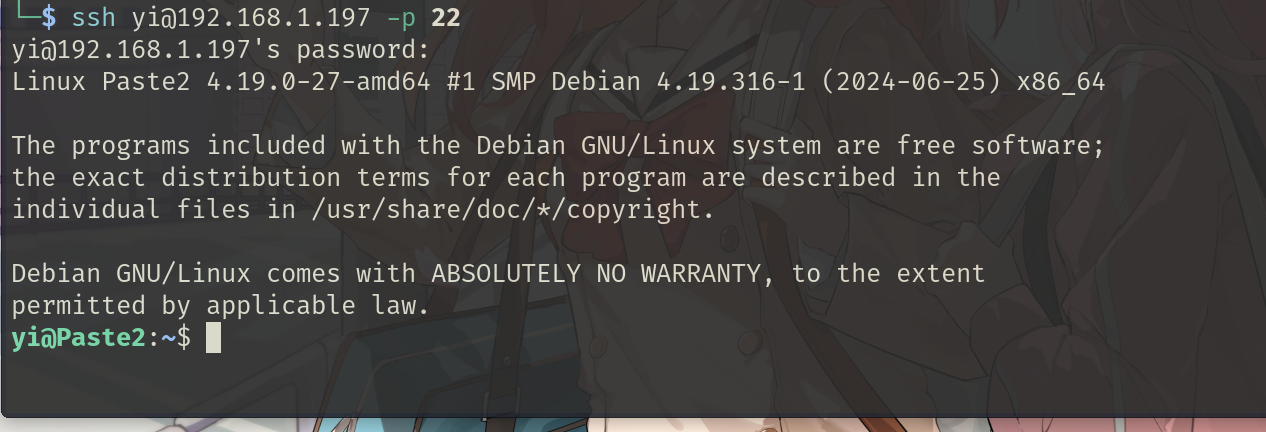 └─$ ssh yi@192.168.1.197 -p 22
yi@192.168.1.197's password:
Linux Paste2 4.19.0-27-amd64 #1 SMP Debian 4.19.316-1 (2024-06-25) x86_64
The programs included with the Debian GNU/Linux system are free software;
the exact distribution terms for each program are described in the
individual files in /usr/share/doc/*/copyright.
Debian GNU/Linux comes with ABSOLUTELY NO WARRANTY, to the extent
permitted by applicable law.
yi@Paste2:~$